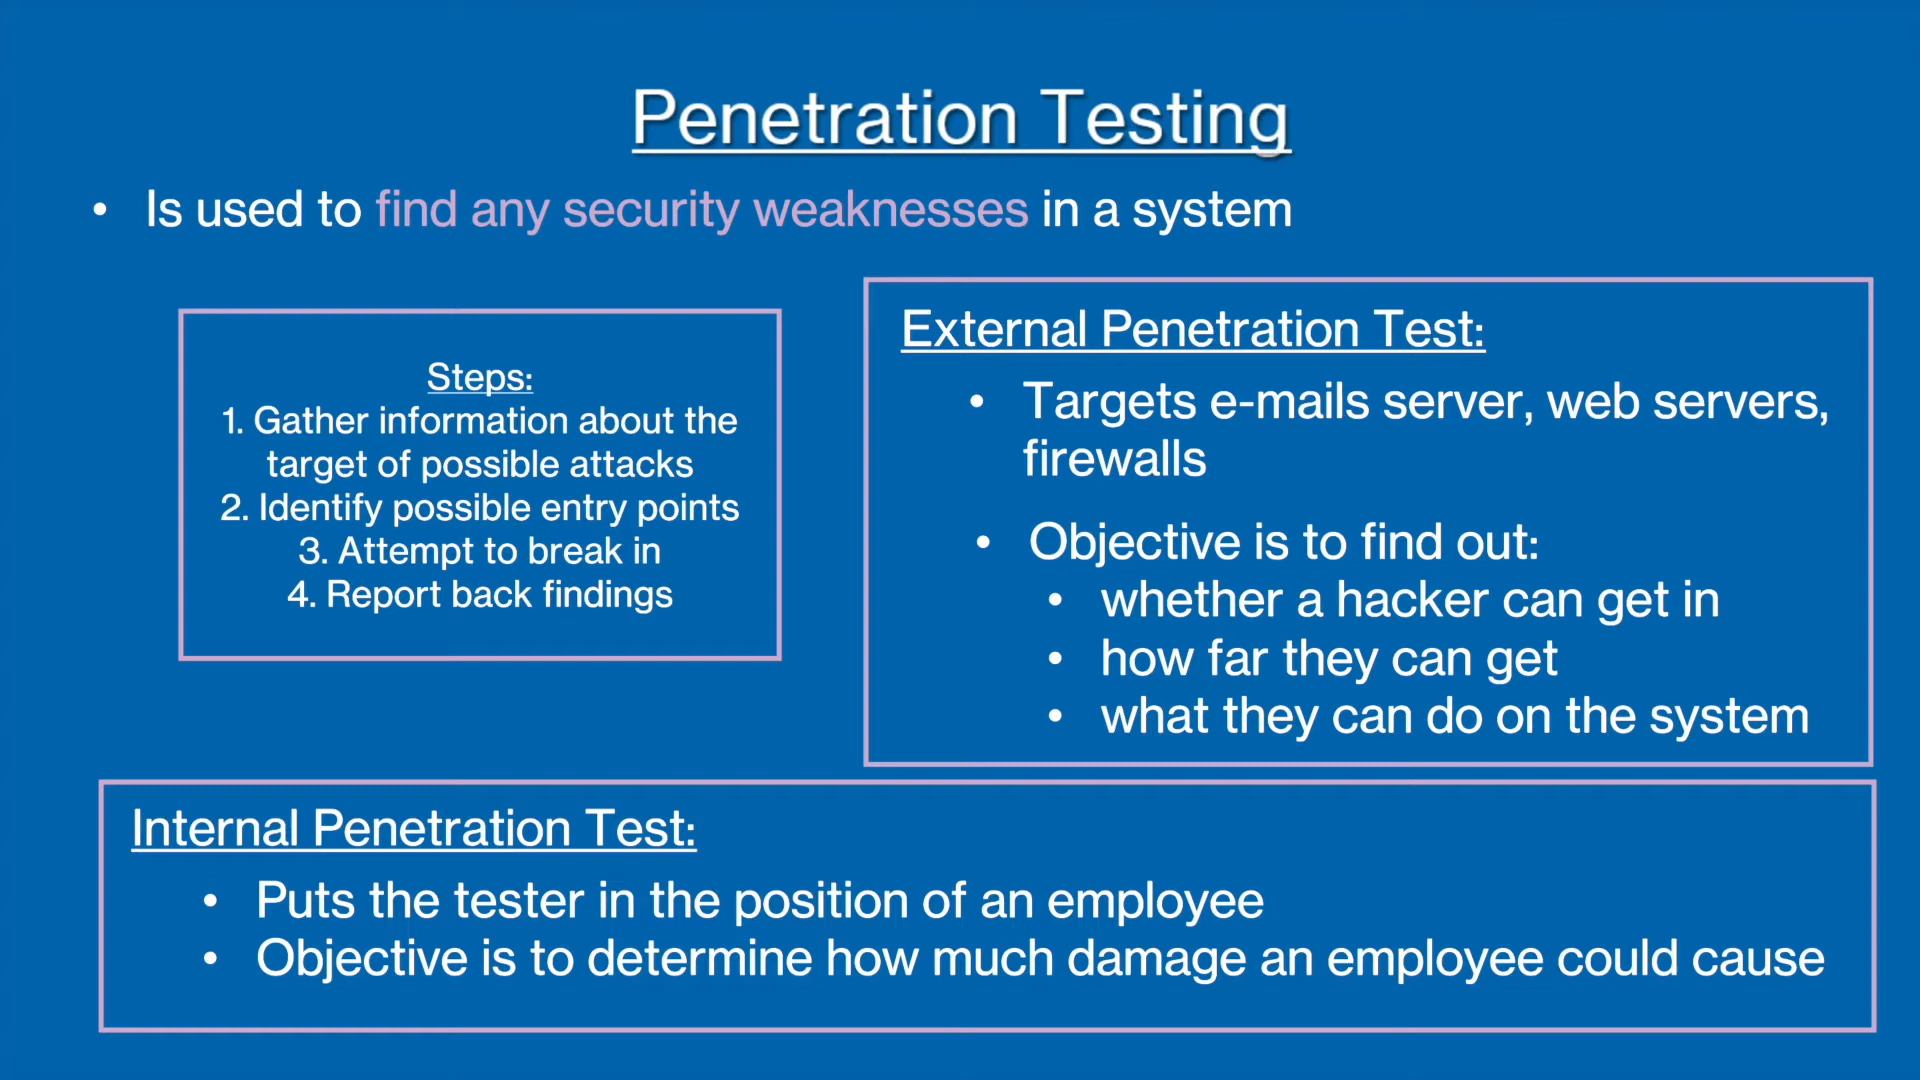 Penetration Testing
• Is used to find any security weaknesses in a system
Steps:
1. Gather information about the
target of possible attacks
2. Identify possible entry points
3. Attempt to break in
4. Report back findings
External Penetration Test:
• Targets e-mails server, web servers,
firewalls
• Objective is to find out:
• whether a hacker can get in
• how far they can get
• what they can do on the system
Internal Penetration Test:
• Puts the tester in the position of an employee
• Objective is to determine how much damage an employee could cause